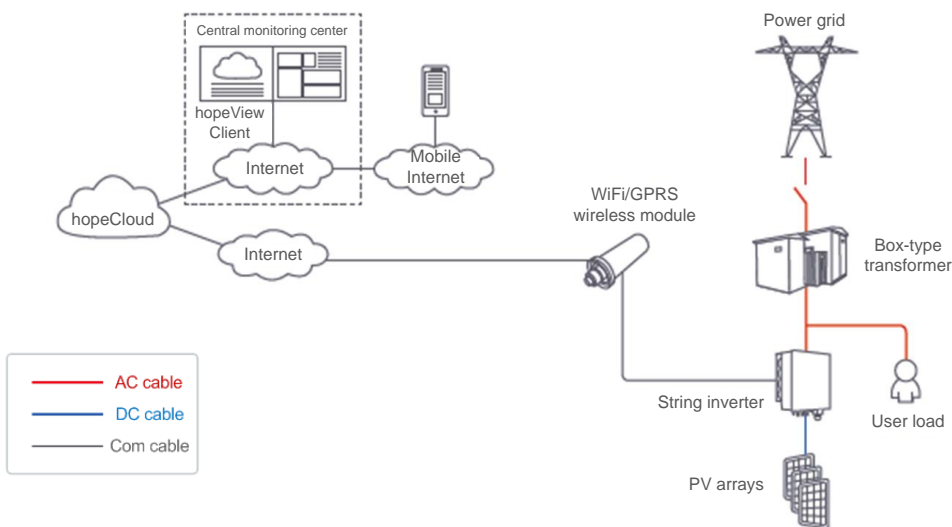 Central monitoring center
Power grid
hopeView
Client
Internet
Mobile
Internet
hopeCloud
Internet
WiFi/GPRS
wireless module
Box-type
transformer
String inverter
User load
PV arrays
AC cable
DC cable
Com cable